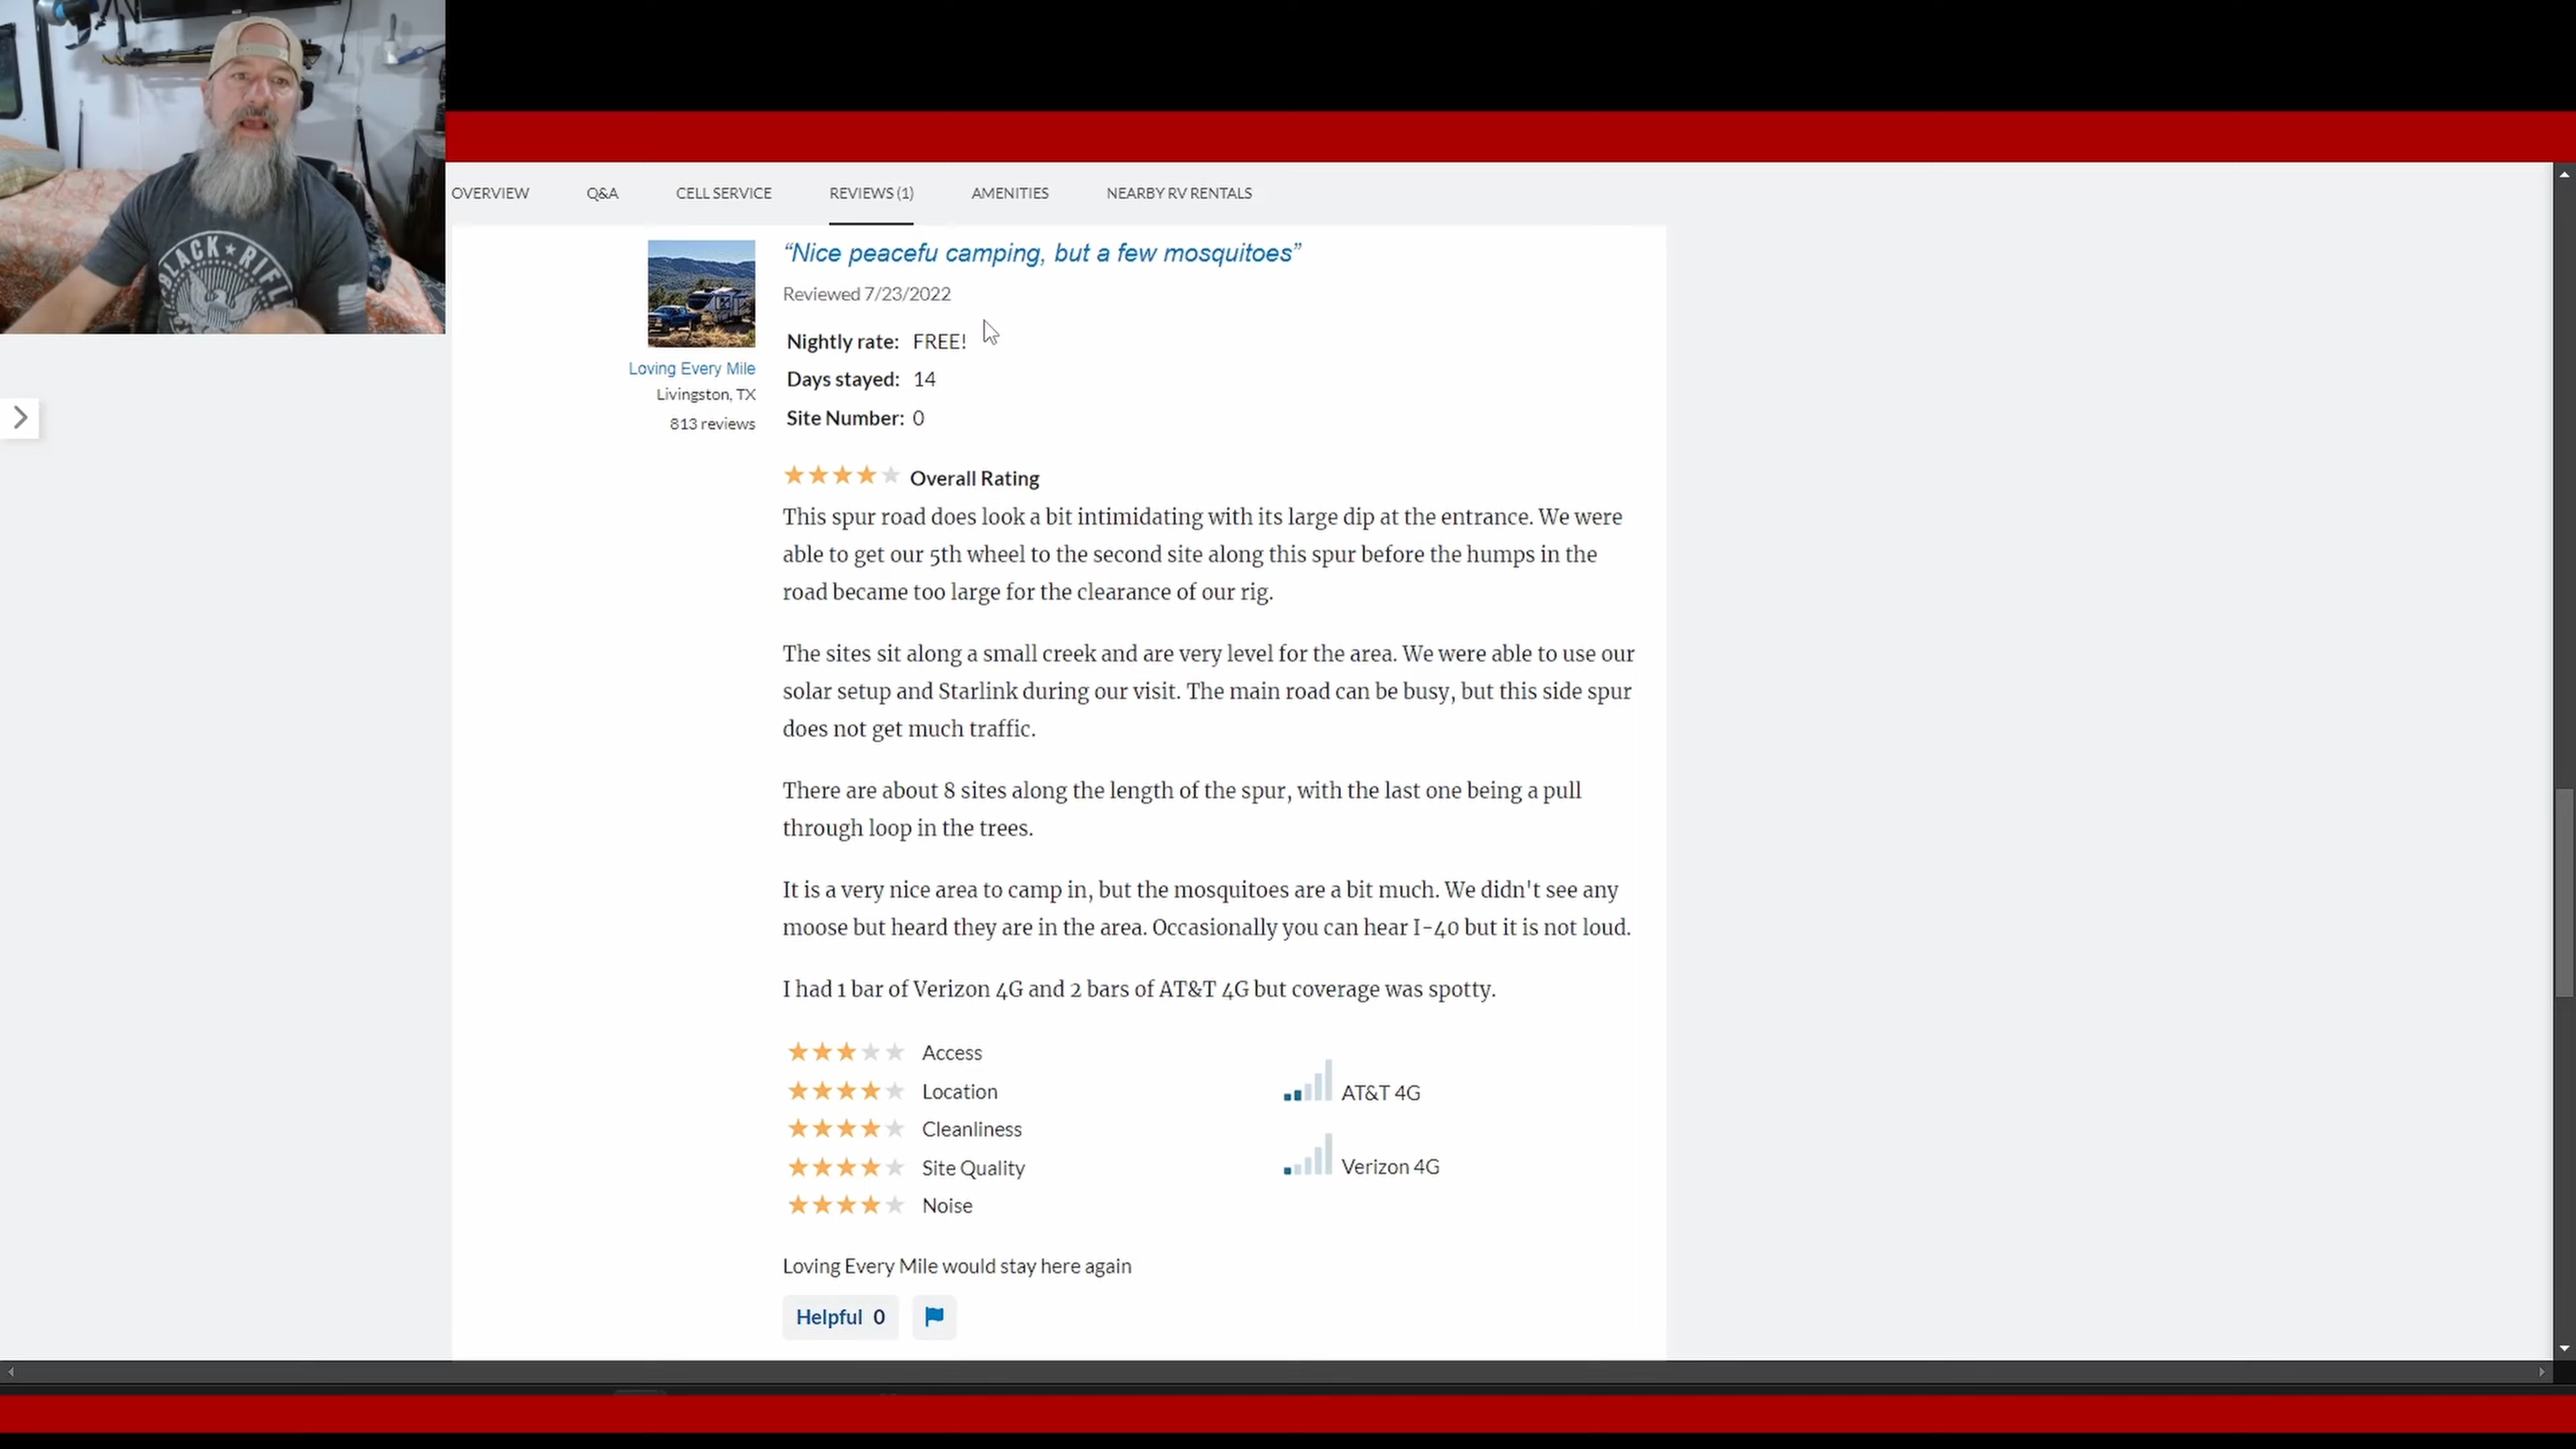 BLACK★RIFL
OVERVIEW
Q&A
CELL SERVICE
REVIEWS (1)
AMENITIES
NEARBY RV RENTALS
“Nice peacefu camping, but a few mosquitoes”
Reviewed 7/23/2022
Nightly rate: FREE!
Days stayed: 14
Site Number: 0
Loving Every Mile
Livingston, TX
813 reviews
Overall Rating
This spur road does look a bit intimidating with its large dip at the entrance. We were
able to get our 5th wheel to the second site along this spur before the humps in the
road became too large for the clearance of our rig.
The sites sit along a small creek and are very level for the area. We were able to use our
solar setup and Starlink during our visit. The main road can be busy, but this side spur
does not get much traffic.
There are about 8 sites along the length of the spur, with the last one being a pull
through loop in the trees.
It is a very nice area to camp in, but the mosquitoes are a bit much. We didn't see any
moose but heard they are in the area. Occasionally you can hear I-40 but it is not loud.
I had 1 bar of Verizon 4G and 2 bars of AT&T 4G but coverage was spotty.
Access
Location
Cleanliness
Site Quality
Noise
AT&T 4G
Verizon 4G
Loving Every Mile would stay here again
Helpful 0